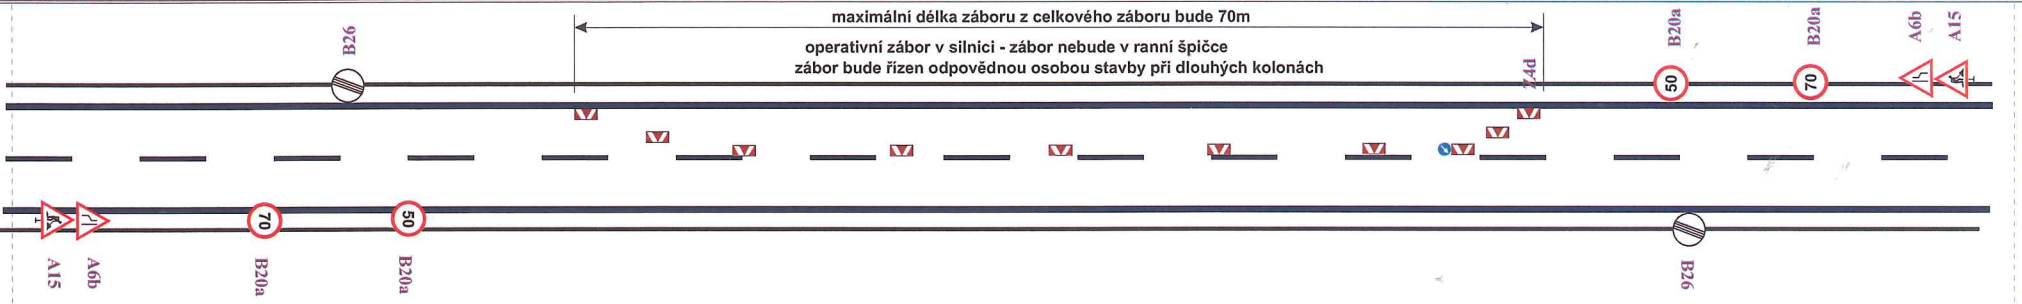 maximální délka záboru z celkového záboru bude 70m
operativní zábor v silnici - zábor nebude v ranní špičce
zábor bude řízen odpovědnou osobou stavby při dlouhých kolonách
B26
Z4d
B20a
B20a
A6b
A15
50
70
70
50
A15
A6b
B20a
B20a
B26